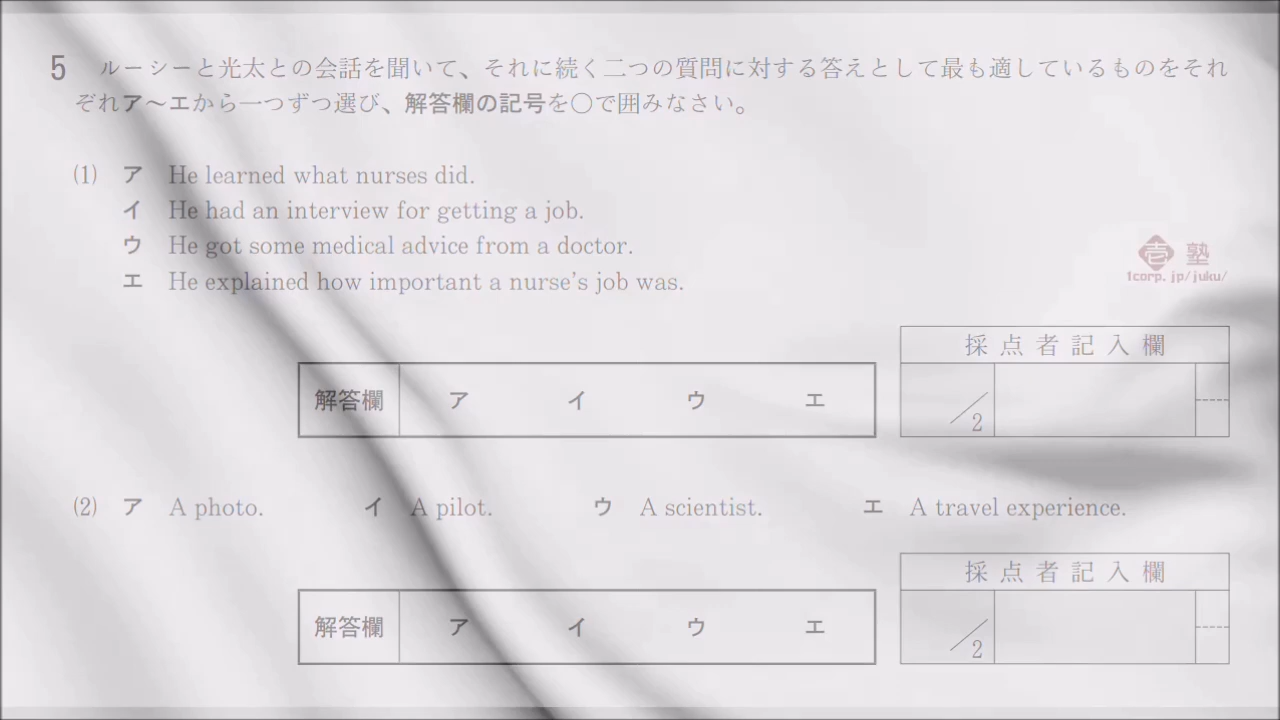 5 ルーシーと光太との会話を聞いて、それに続く二つの質問に対する答えとして最も適しているものをそれ
ぞれア～エから一つずつ選び、解答欄の記号を○で囲みなさい。
(1) ア He learned what nurses did.
イ He had an interview for getting a job.
ウ He got some medical advice from a doctor.
エ He explained how important a nurse's job was.
壱 塾
1corp.jp/juku/
採点者記入欄
解答欄 ア イ ウ エ
/2
(2) ア A photo. イ A pilot. ウ A scientist. エ A travel experience.
採点者記入欄
解答欄 ア イ ウ エ
/2